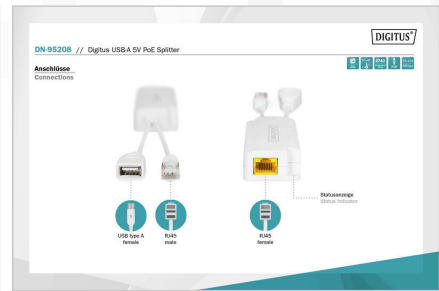 DIGITUS®
DN-95208 // Digitus USB-A 5V PoE Splitter
Anschlüsse
Connections
USB type A
female
RJ45
male
RJ45
female
Statusanzeige
Status Indicator